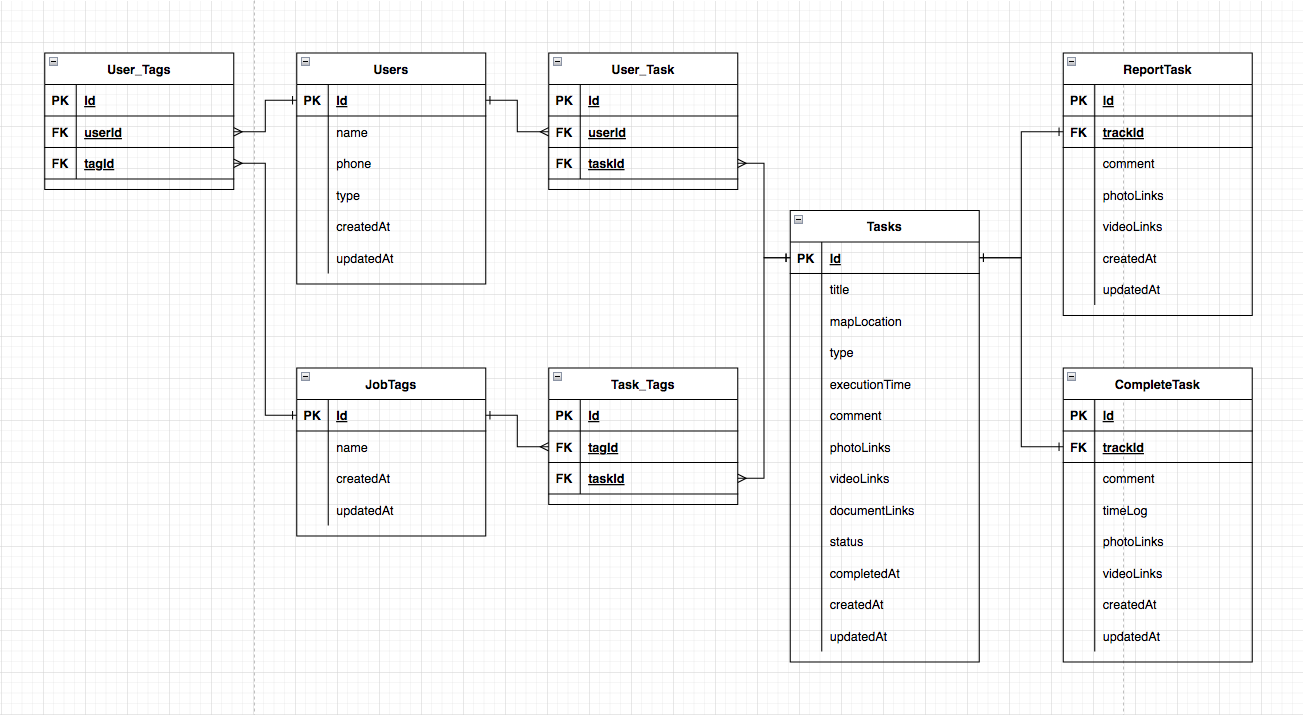 User_Tags
PK Id
FK userId
FK tagId
Users
PK Id
name
phone
type
createdAt
updatedAt
User_Task
PK Id
FK userId
FK taskId
ReportTask
PK Id
FK trackId
comment
photoLinks
videoLinks
createdAt
updatedAt
Tasks
PK Id
title
mapLocation
type
executionTime
comment
photoLinks
videoLinks
documentLinks
status
completedAt
createdAt
updatedAt
JobTags
PK Id
name
createdAt
updatedAt
Task_Tags
PK Id
FK tagId
FK taskId
CompleteTask
PK Id
FK trackId
comment
timeLog
photoLinks
videoLinks
createdAt
updatedAt